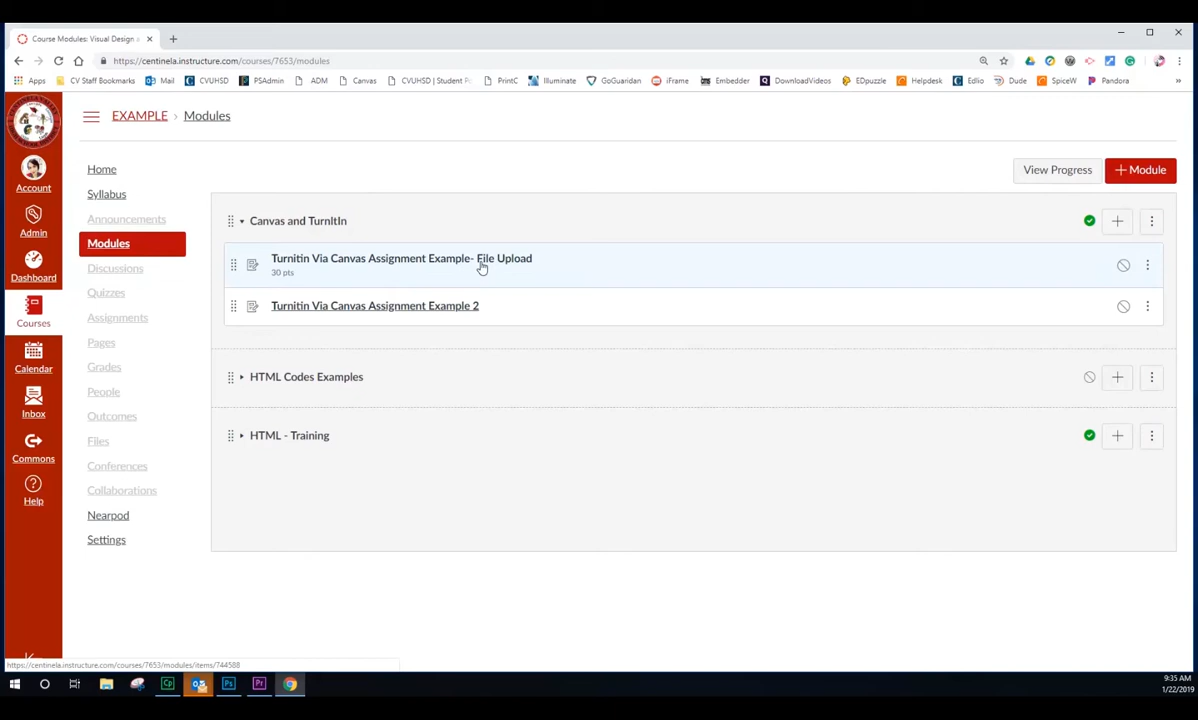 Course Modules: Visual Design a
https://centinela.instructure.com/courses/7653/modules
Apps CV Staff Bookmarks Mail CVUHSD PSAdmin ADM Canvas CVUHSD | Student Po PrintC Illuminate GoGuardian iFrame Embedder DownloadVideos EDpuzzle Helpdesk Edlio Dude SpiceW Pandora »
EXAMPLE › Modules
Account
Admin
Dashboard
Courses
Calendar
Inbox
Commons
Help
Home
Syllabus
Announcements
Modules
Discussions
Quizzes
Assignments
Pages
Grades
People
Outcomes
Files
Conferences
Collaborations
Nearpod
Settings
View Progress
+ Module
Canvas and TurnItIn
Turnitin Via Canvas Assignment Example- File Upload
30 pts
Turnitin Via Canvas Assignment Example 2
HTML Codes Examples
HTML - Training
https://centinela.instructure.com/courses/7653/modules/items/744588
9:35 AM
1/22/2019